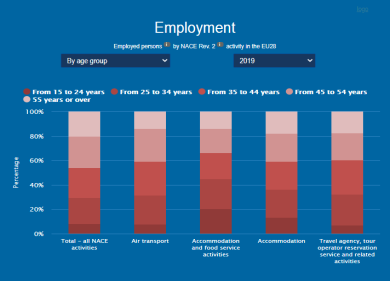 Employment
Employed persons by NACE Rev. 2 activity in the EU28
By age group
2019
From 15 to 24 years From 25 to 34 years From 35 to 44 years From 45 to 54 years
55 years or over
100%
80%
60%
40%
20%
0%
Percentage
Total – all NACE
activities
Air transport
Accommodation
and food service
activities
Accommodation
Travel agency, tour
operator reservation
service and related
activities